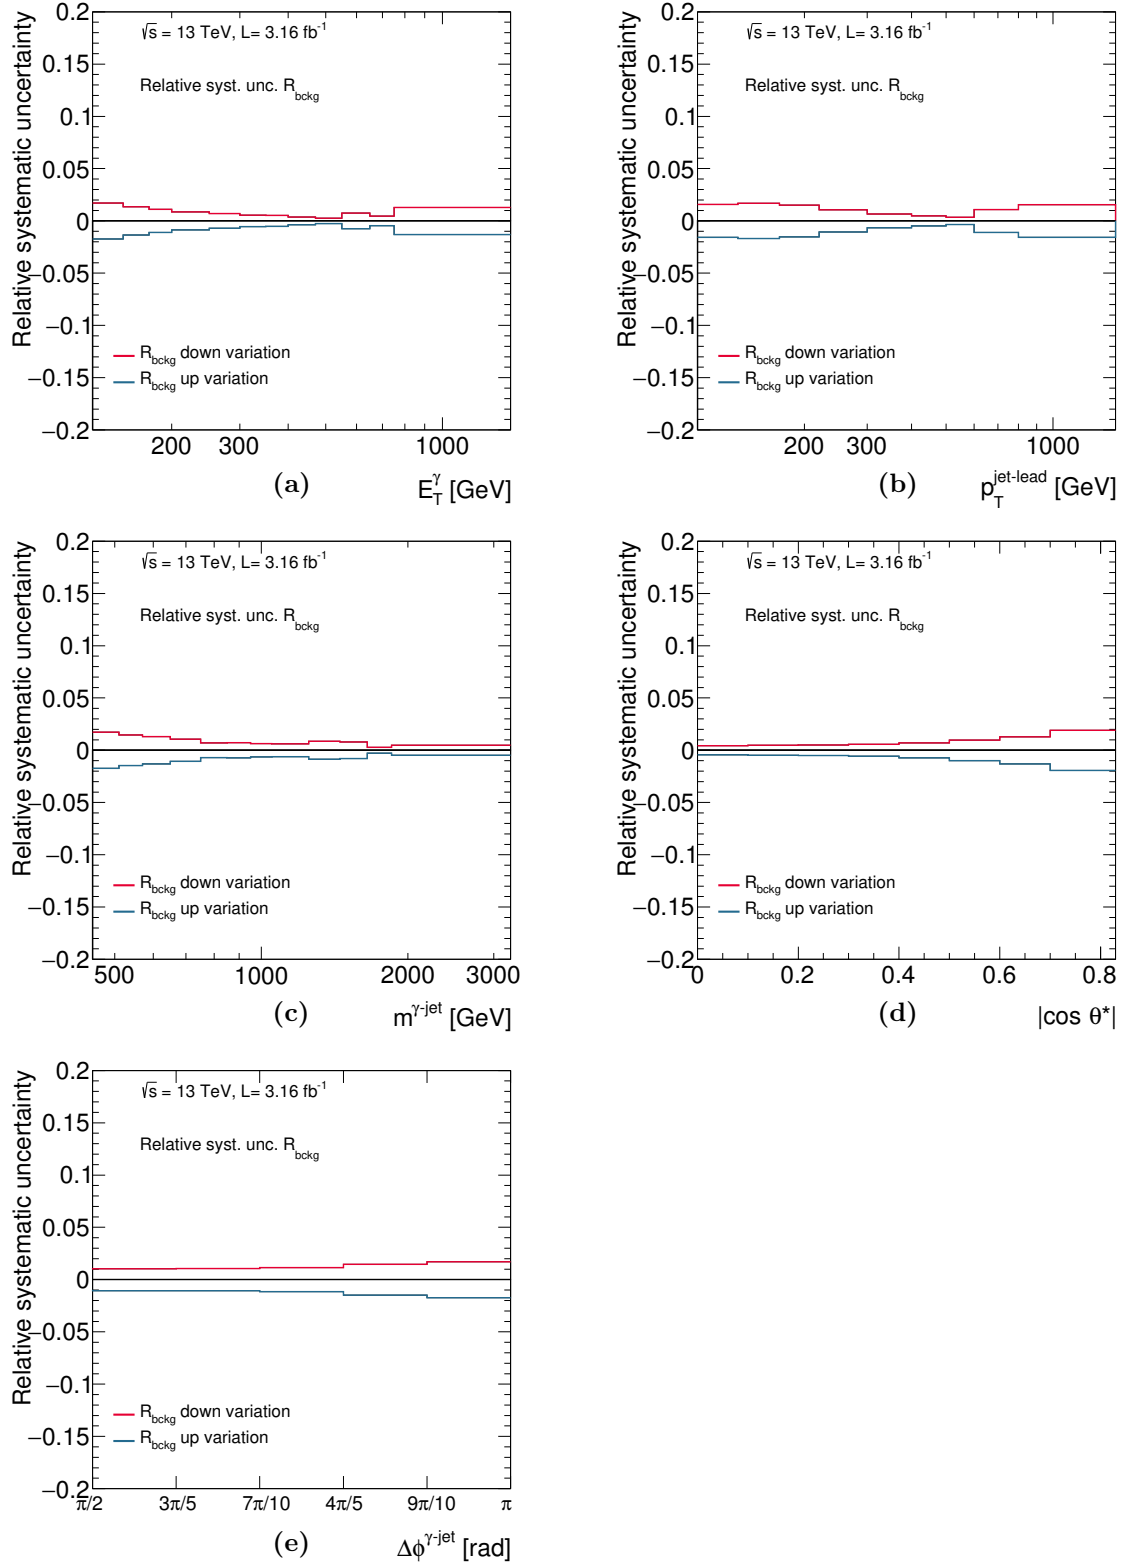 Relative systematic uncertainty
0.2
0.15
0.1
0.05
0
−0.05
−0.1
−0.15
−0.2
√s = 13 TeV, L= 3.16 fb⁻¹
Relative syst. unc. R_bckg
R_bckg down variation
R_bckg up variation
200 300 1000
(a) E_T^γ [GeV]
Relative systematic uncertainty
0.2
0.15
0.1
0.05
0
−0.05
−0.1
−0.15
−0.2
√s = 13 TeV, L= 3.16 fb⁻¹
Relative syst. unc. R_bckg
R_bckg down variation
R_bckg up variation
200 300 1000
(b) p_T^jet-lead [GeV]
Relative systematic uncertainty
0.2
0.15
0.1
0.05
0
−0.05
−0.1
−0.15
−0.2
√s = 13 TeV, L= 3.16 fb⁻¹
Relative syst. unc. R_bckg
R_bckg down variation
R_bckg up variation
500 1000 2000 3000
(c) m^γ-jet [GeV]
Relative systematic uncertainty
0.2
0.15
0.1
0.05
0
−0.05
−0.1
−0.15
−0.2
√s = 13 TeV, L= 3.16 fb⁻¹
Relative syst. unc. R_bckg
R_bckg down variation
R_bckg up variation
0 0.2 0.4 0.6 0.8
(d) |cos θ*|
Relative systematic uncertainty
0.2
0.15
0.1
0.05
0
−0.05
−0.1
−0.15
−0.2
√s = 13 TeV, L= 3.16 fb⁻¹
Relative syst. unc. R_bckg
R_bckg down variation
R_bckg up variation
π/2 3π/5 7π/10 4π/5 9π/10 π
(e) Δϕ^γ-jet [rad]